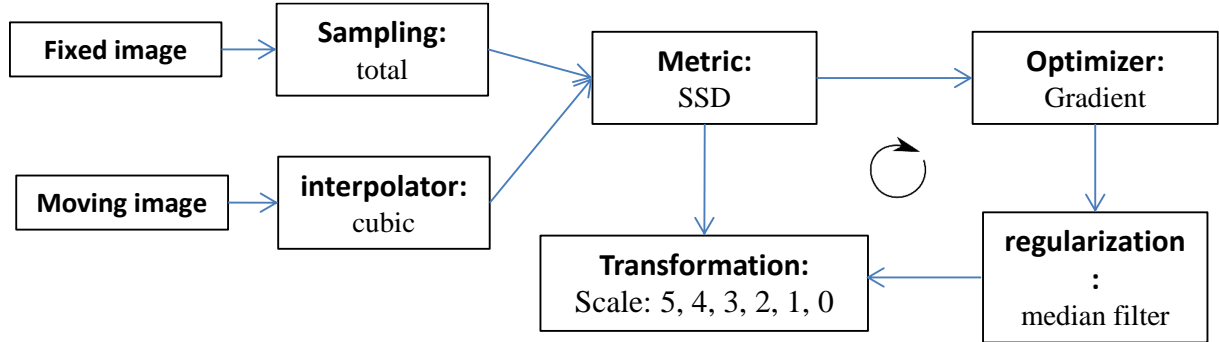 Fixed image
Sampling:
total
Metric:
SSD
Optimizer:
Gradient
Moving image
interpolator:
cubic
Transformation:
Scale: 5, 4, 3, 2, 1, 0
regularization
:
median filter